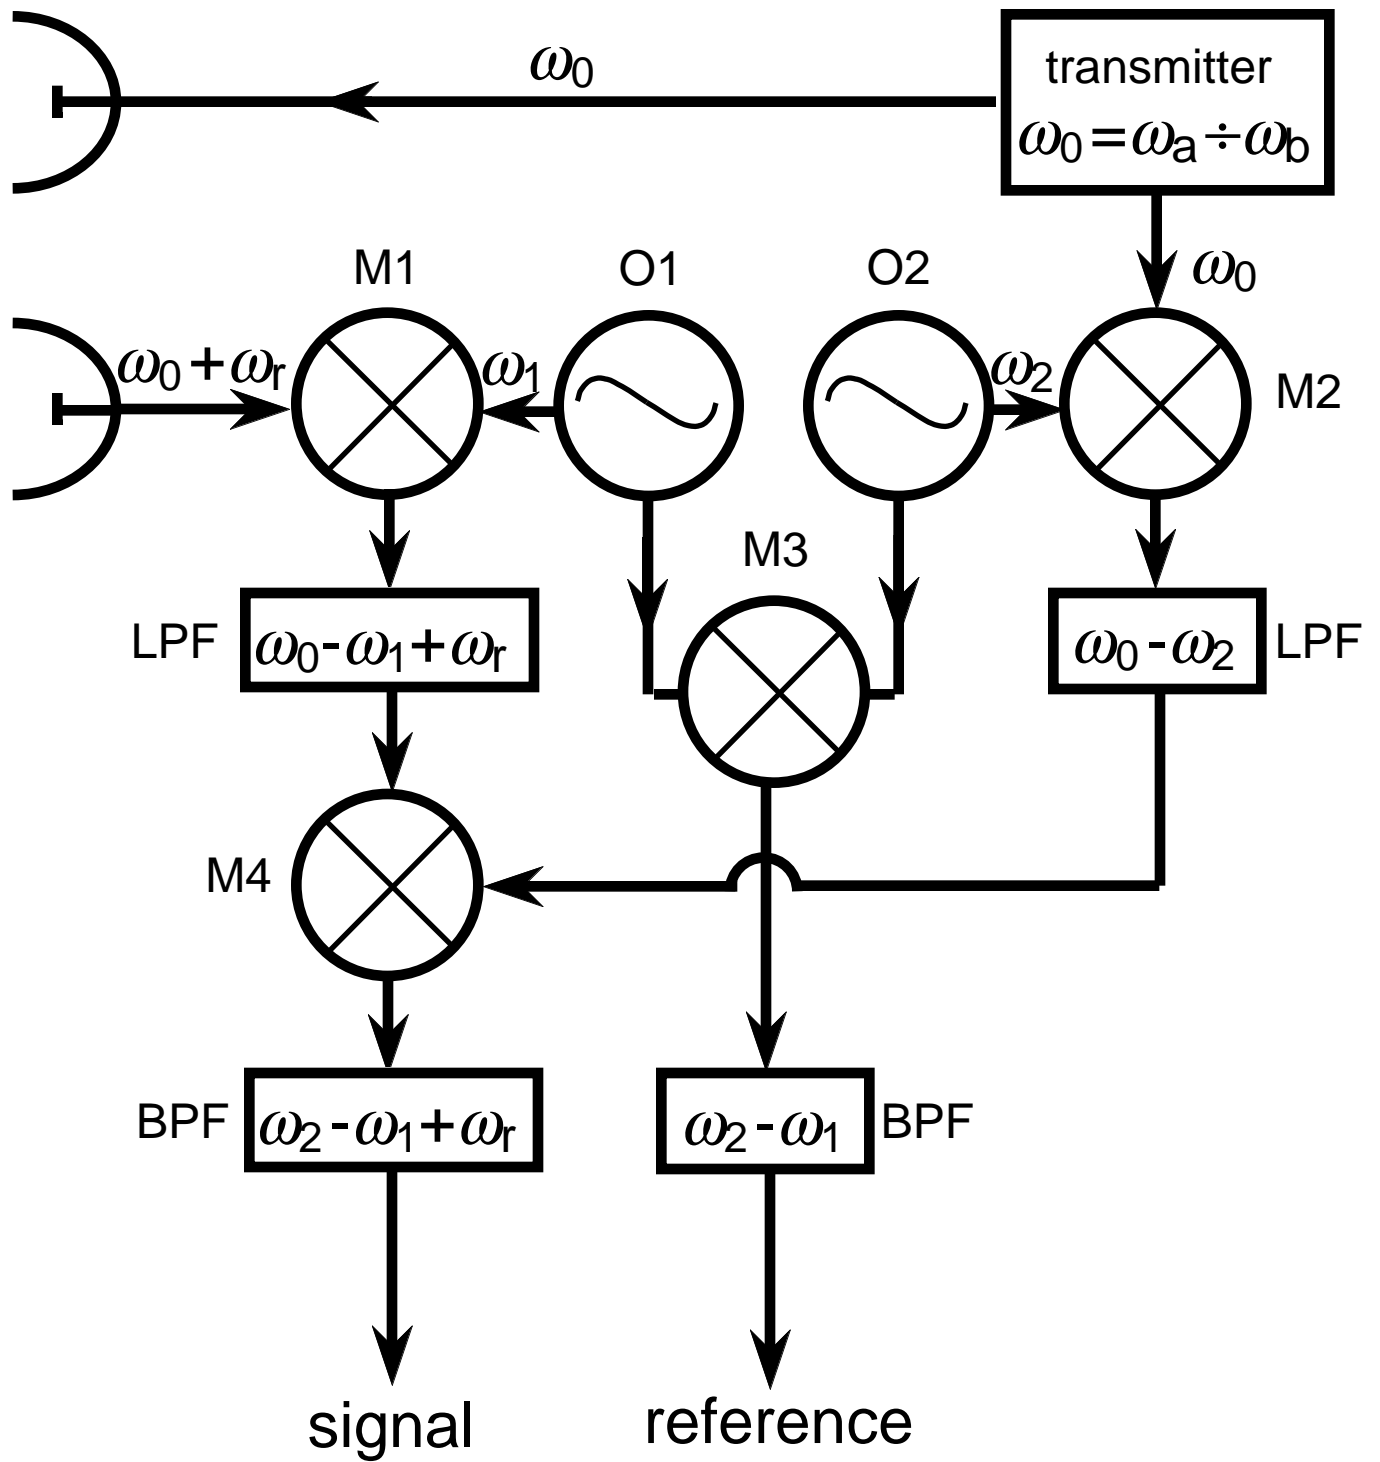 ω0
transmitter
ω0=ωa÷ωb
M1
O1
O2
ω0
ω0+ωr
ω1
ω2
M2
M3
LPF
ω0-ω1+ωr
ω0-ω2
LPF
M4
BPF
ω2-ω1+ωr
ω2-ω1
BPF
signal
reference